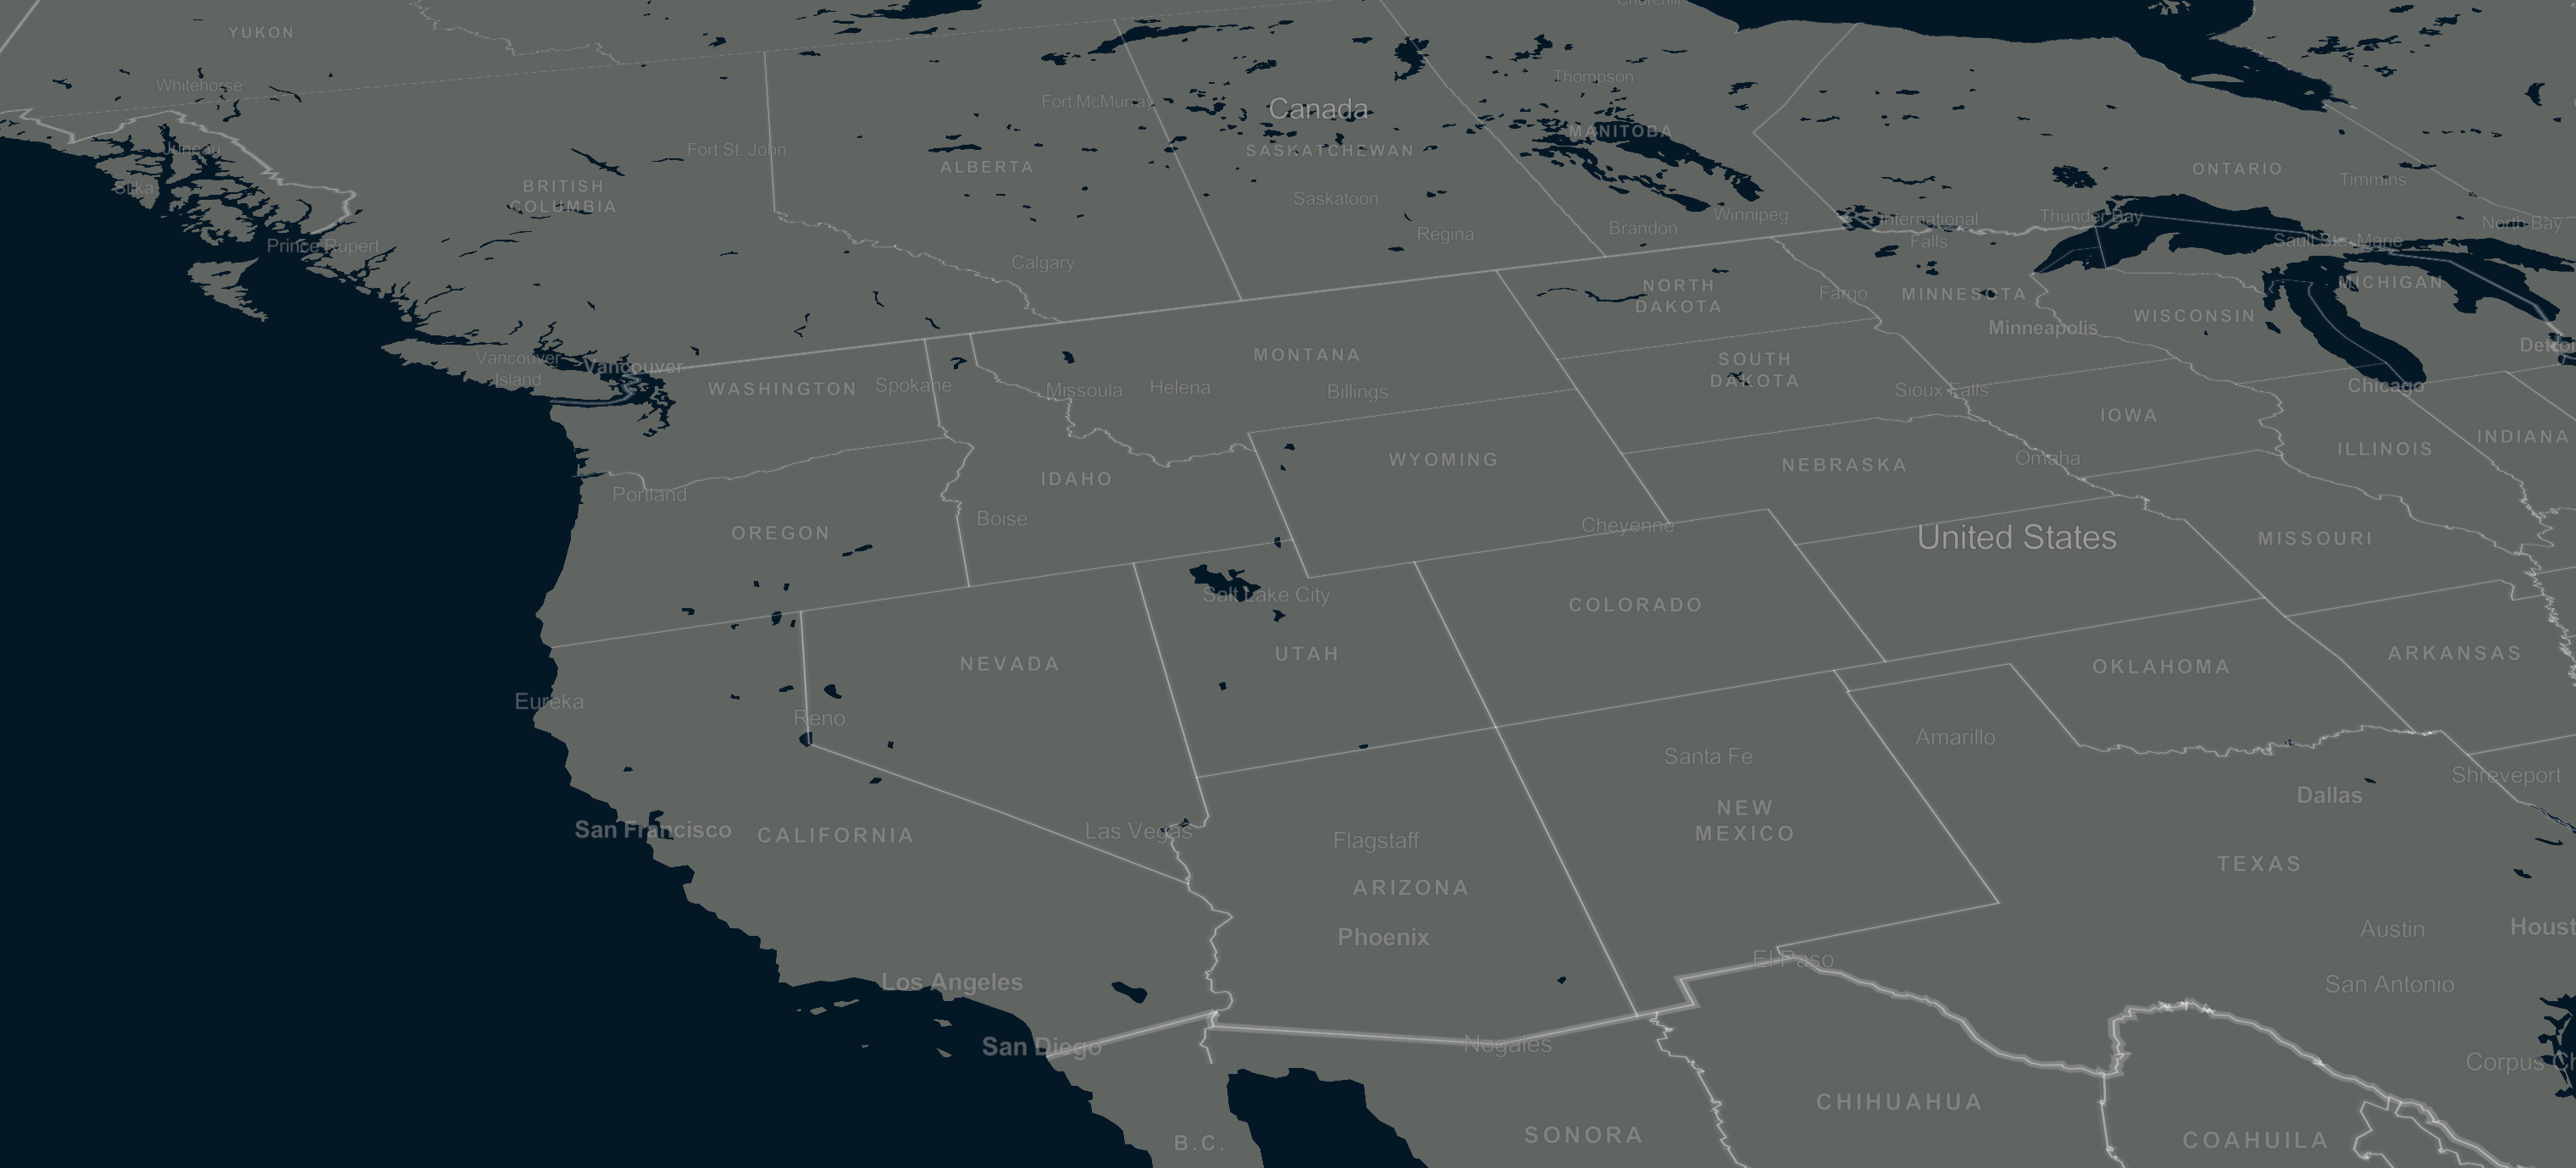 Churchill
YUKON
Whitehorse
Thompson
Fort McMurray
Canada
MANITOBA
Juneau
Fort St. John
SASKATCHEWAN
ALBERTA
ONTARIO
Timmins
Sitka
BRITISH
COLUMBIA
Saskatoon
Winnipeg
International
Falls
Thunder Bay
North Bay
Brandon
Regina
Prince Rupert
Sault Ste. Marie
Calgary
MICHIGAN
NORTH
DAKOTA
Fargo
MINNESOTA
WISCONSIN
Minneapolis
Detroi
Vancouver
Island
Vancouver
MONTANA
SOUTH
DAKOTA
WASHINGTON
Spokane
Missoula
Helena
Billings
Sioux Falls
Chicago
IOWA
INDIANA
ILLINOIS
WYOMING
NEBRASKA
Omaha
IDAHO
Portland
Boise
OREGON
Cheyenne
United States
MISSOURI
Salt Lake City
COLORADO
UTAH
NEVADA
OKLAHOMA
ARKANSAS
Eureka
Reno
Santa Fe
Amarillo
Shreveport
Dallas
NEW
MEXICO
San Francisco
CALIFORNIA
Las Vegas
Flagstaff
TEXAS
ARIZONA
Phoenix
Austin
Houst
El Paso
Los Angeles
San Antonio
San Diego
Nogales
Corpus Ch
CHIHUAHUA
SONORA
B.C.
COAHUILA